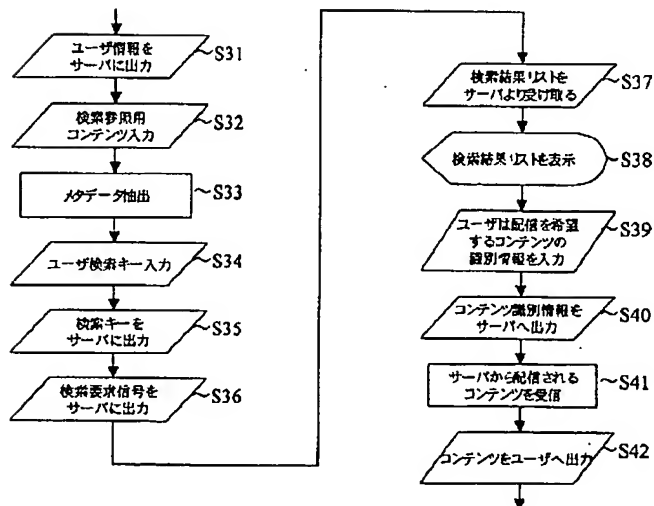 ユーザ情報を
サーバに出力
S31
検索参照用
コンテンツ入力
S32
メタデータ抽出
S33
ユーザ検索キー入力
S34
検索キーを
サーバに出力
S35
検索要求信号を
サーバに出力
S36
検索結果リストを
サーバより受け取る
S37
検索結果リストを表示
S38
ユーザは配信を希望
するコンテンツの
識別情報を入力
S39
コンテンツ識別情報を
サーバへ出力
S40
サーバから配信される
コンテンツを受信
S41
コンテンツをユーザへ出力
S42